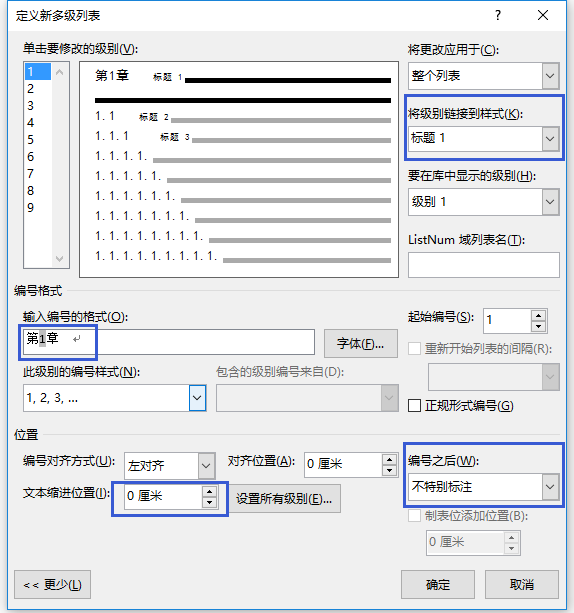 定义新多级列表
单击要修改的级别(V):
1
2
3
4
5
6
7
8
9
第1章 标题 1
1.1 标题 2
1.1.1 标题 3
1.1.1.1.
1.1.1.1.1.
1.1.1.1.1.1.
1.1.1.1.1.1.1.
1.1.1.1.1.1.1.1.
1.1.1.1.1.1.1.1.1.
将更改应用于(C):
整个列表
将级别链接到样式(K):
标题 1
要在库中显示的级别(H):
级别 1
ListNum 域列表名(T):
编号格式
输入编号的格式(O):
第1章
字体(F)...
起始编号(S): 1
重新开始列表的间隔(R):
此级别的编号样式(N):
1, 2, 3, ...
包含的级别编号来自(D):
正规形式编号(G)
位置
编号对齐方式(U): 左对齐
对齐位置(A): 0 厘米
文本缩进位置(I): 0 厘米
设置所有级别(E)...
编号之后(W):
不特别标注
制表位添加位置(B):
0 厘米
<< 更少(L)
确定
取消